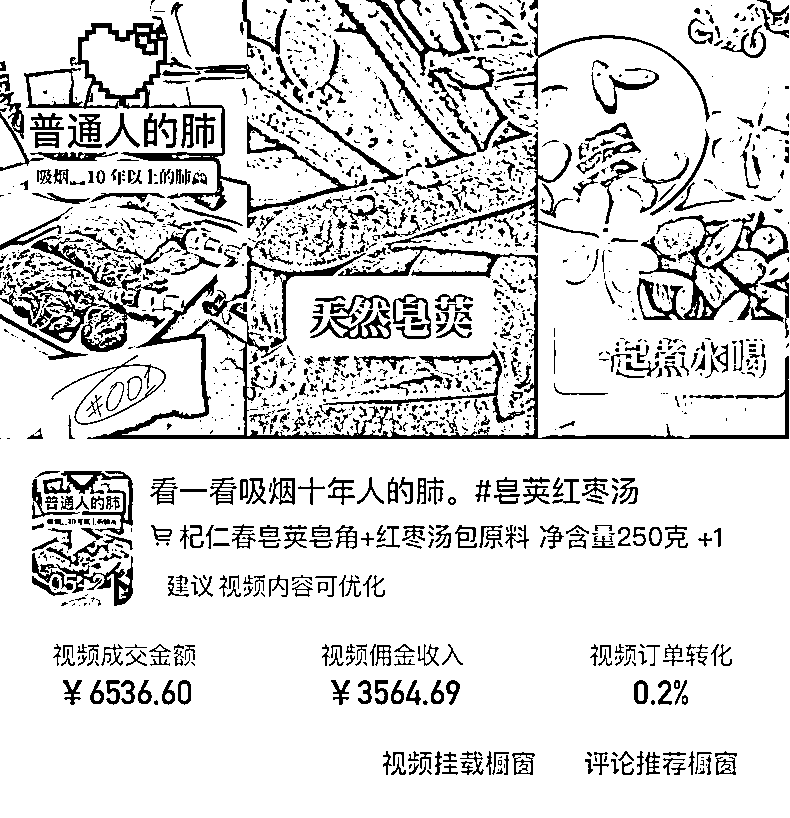 普通人的肺
吸烟
10年以上的肺
#001
天然皂荚
一起煮水喝
普通人的肺
看一看吸烟十年人的肺。#皂荚红枣汤
杞仁春皂荚皂角+红枣汤包原料 净含量250克 +1
建议 视频内容可优化
视频成交金额
视频佣金收入
视频订单转化
¥6536.60
¥3564.69
0.2%
视频挂载橱窗
评论推荐橱窗